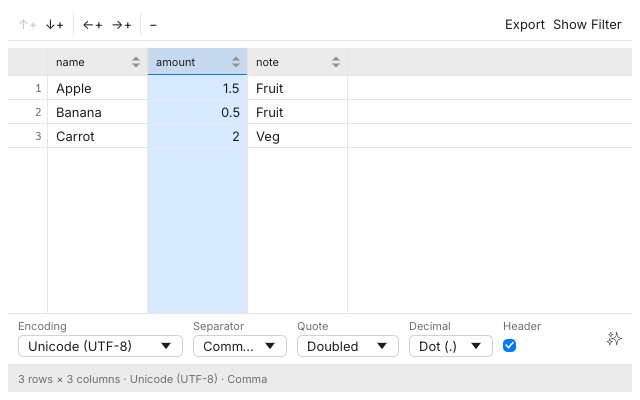 ↑+ ↓+ ←+ →+ − Export Show Filter
name amount note
1 Apple 1.5 Fruit
2 Banana 0.5 Fruit
3 Carrot 2 Veg
Encoding Separator Quote Decimal Header
Unicode (UTF-8) Comm... Doubled Dot (.)
3 rows × 3 columns · Unicode (UTF-8) · Comma